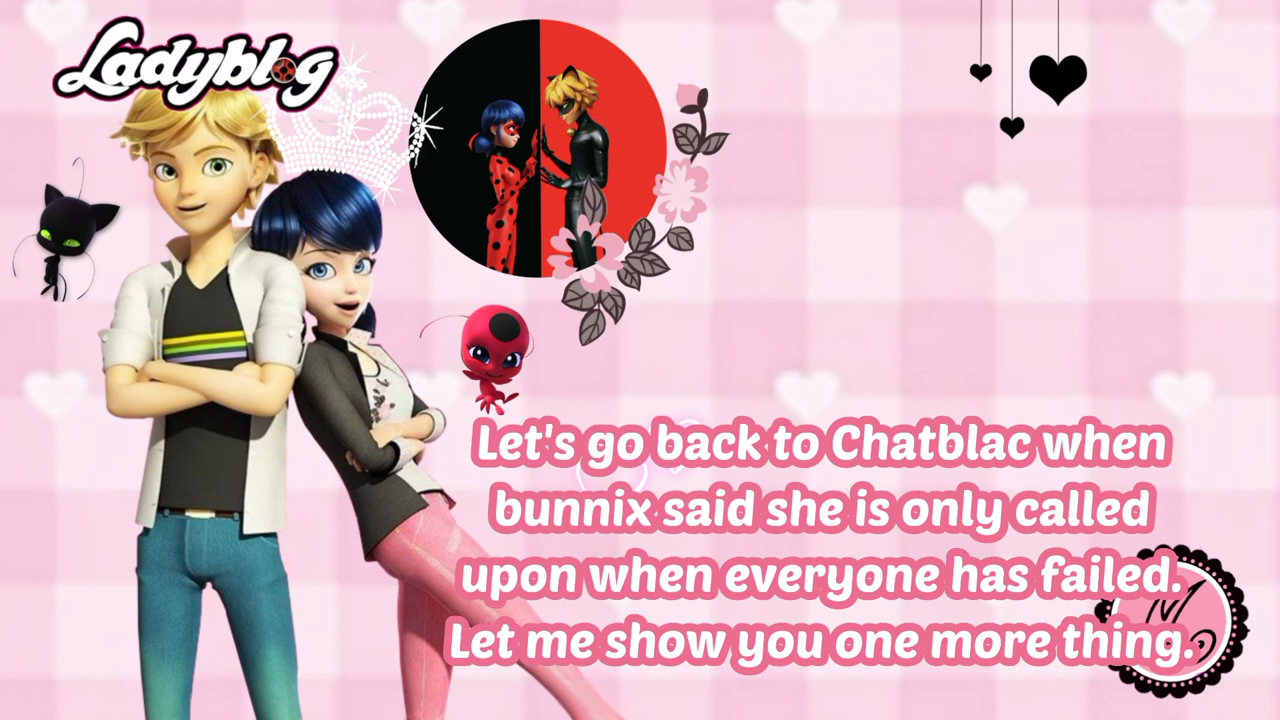 Ladyblog
Let's go back to Chatblac when
bunnix said she is only called
upon when everyone has failed.
Let me show you one more thing.